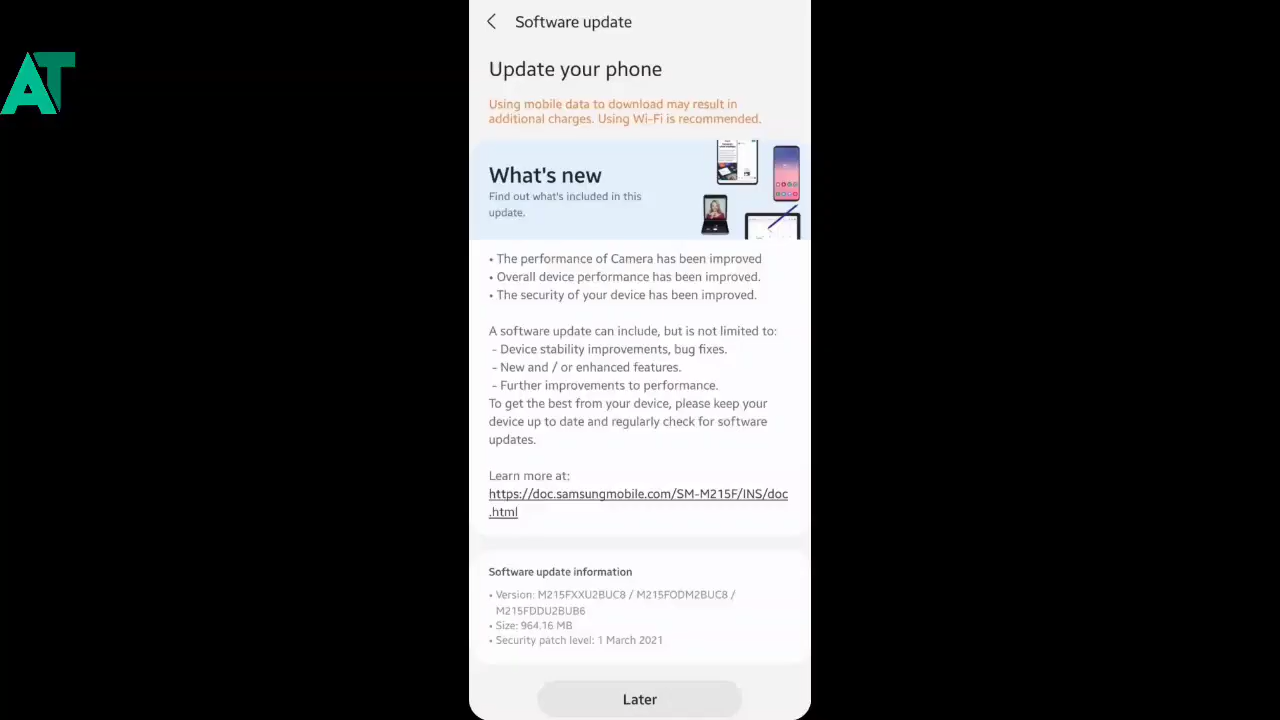 AT
Software update
Update your phone
Using mobile data to download may result in
additional charges. Using Wi-Fi is recommended.
What's new
Find out what's included in this
update.
• The performance of Camera has been improved
• Overall device performance has been improved.
• The security of your device has been improved.
A software update can include, but is not limited to:
- Device stability improvements, bug fixes.
- New and / or enhanced features.
- Further improvements to performance.
To get the best from your device, please keep your
device up to date and regularly check for software
updates.
Learn more at:
https://doc.samsungmobile.com/SM-M215F/INS/doc
.html
Software update information
• Version: M215FXXU2BUC8 / M215FODM2BUC8 /
M215FDDU2BUB6
• Size: 964.16 MB
• Security patch level: 1 March 2021
Later